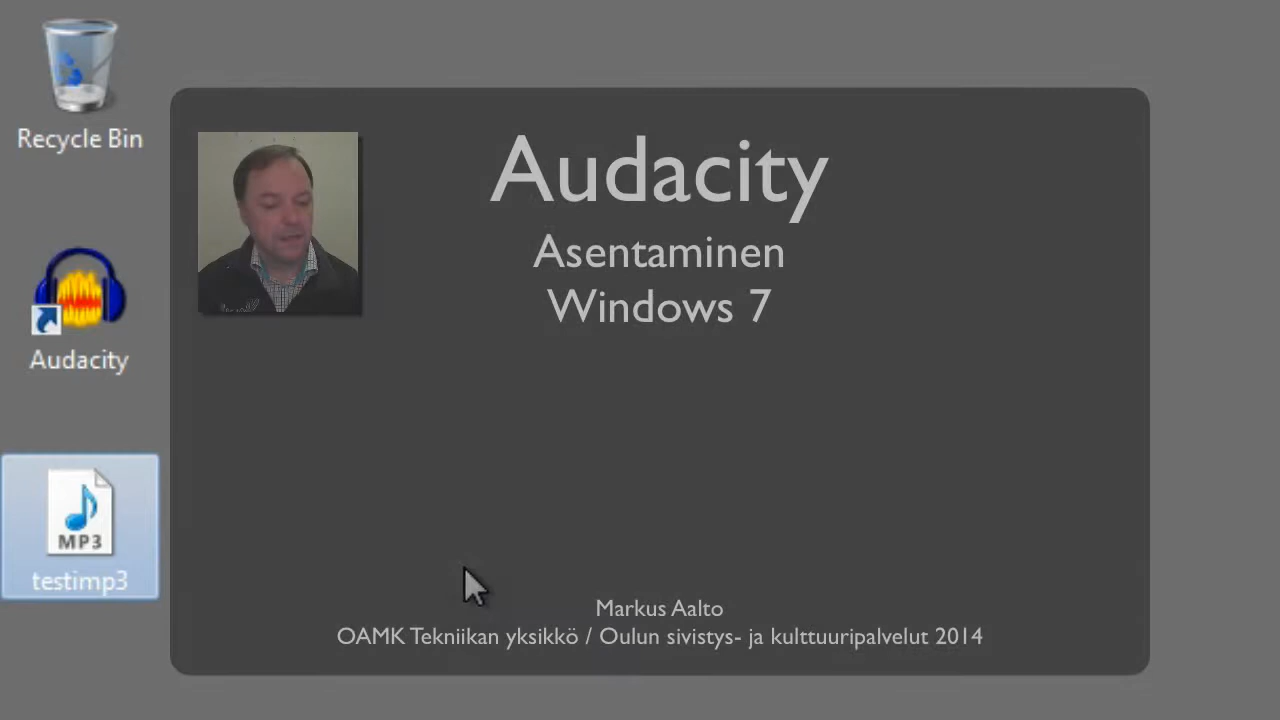 Recycle Bin
Audacity
Asentaminen
Windows 7
Audacity
MP3
testimp3
Markus Aalto
OAMK Tekniikan yksikkö / Oulun sivistys- ja kulttuuripalvelut 2014